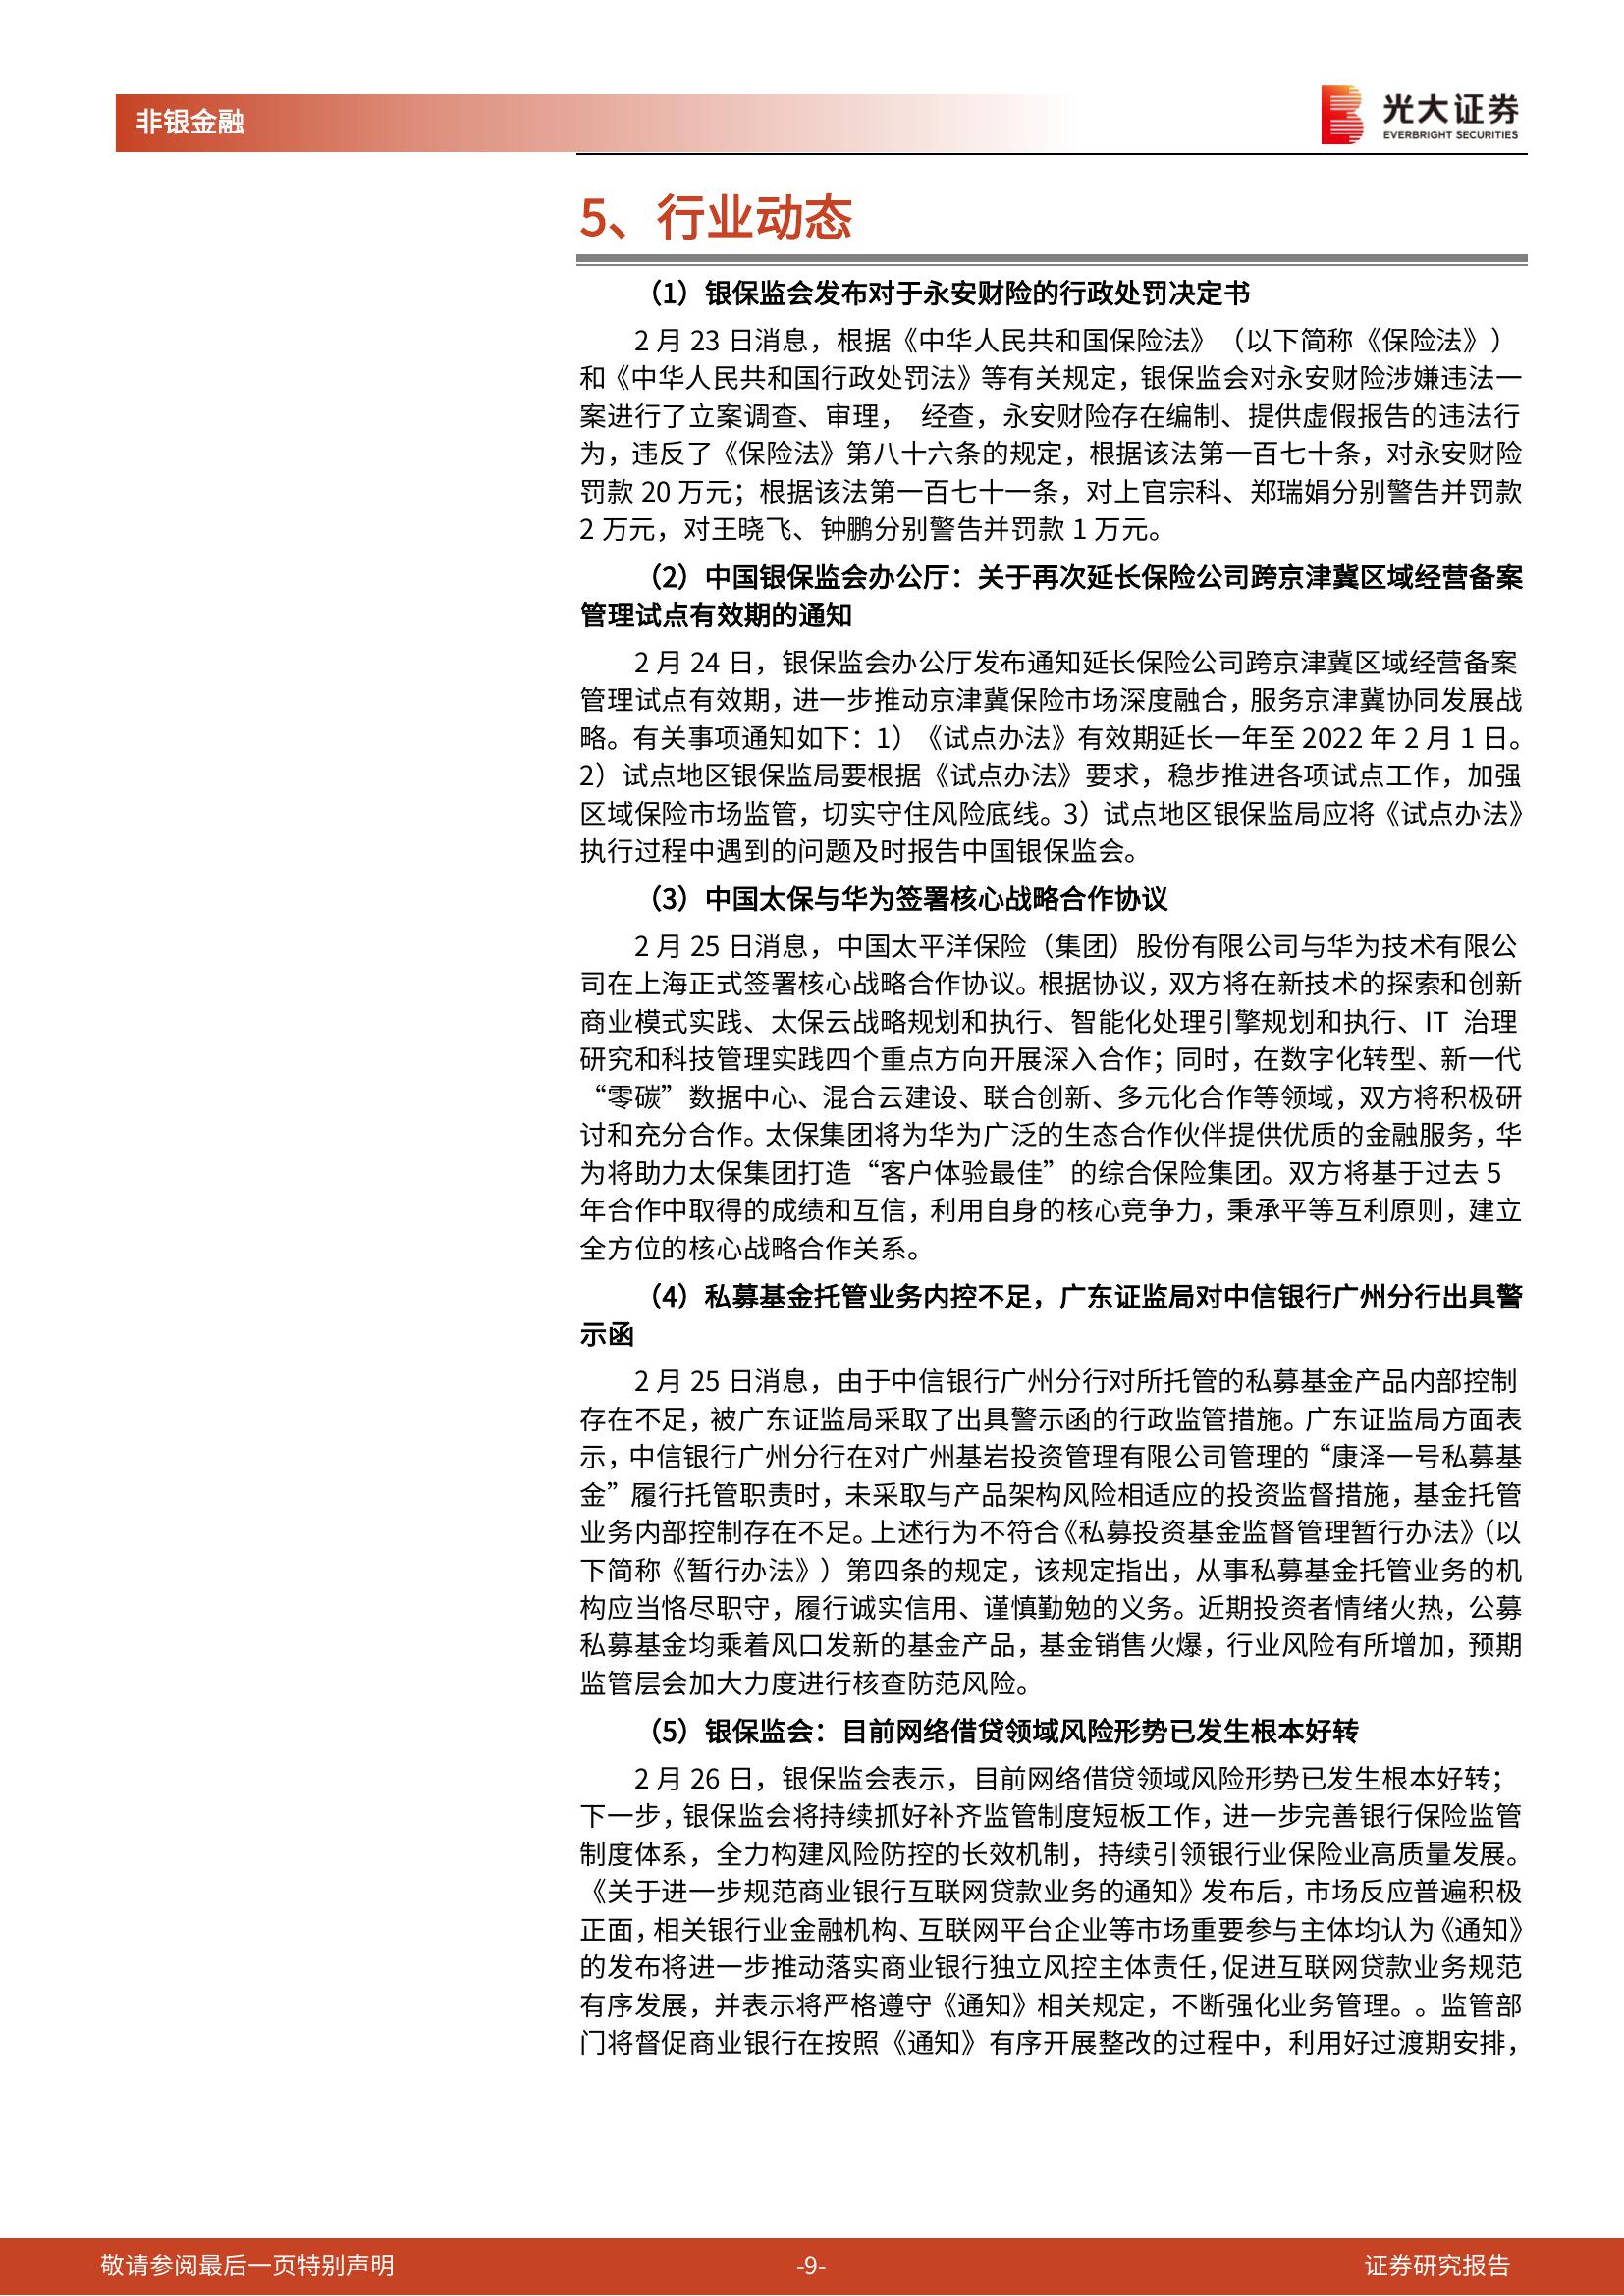 非银金融
光大证券
EVERBRIGHT SECURITIES
5、行业动态
（1）银保监会发布对于永安财险的行政处罚决定书
2 月 23 日消息，根据《中华人民共和国保险法》（以下简称《保险法》）
和《中华人民共和国行政处罚法》等有关规定，银保监会对永安财险涉嫌违法一
案进行了立案调查、审理， 经查，永安财险存在编制、提供虚假报告的违法行
为，违反了《保险法》第八十六条的规定，根据该法第一百七十条，对永安财险
罚款 20 万元；根据该法第一百七十一条，对上官宗科、郑瑞娟分别警告并罚款
2 万元，对王晓飞、钟鹏分别警告并罚款 1 万元。
（2）中国银保监会办公厅：关于再次延长保险公司跨京津冀区域经营备案
管理试点有效期的通知
2 月 24 日，银保监会办公厅发布通知延长保险公司跨京津冀区域经营备案
管理试点有效期，进一步推动京津冀保险市场深度融合，服务京津冀协同发展战
略。有关事项通知如下：1）《试点办法》有效期延长一年至 2022 年 2 月 1 日。
2）试点地区银保监局要根据《试点办法》要求，稳步推进各项试点工作，加强
区域保险市场监管，切实守住风险底线。3）试点地区银保监局应将《试点办法》
执行过程中遇到的问题及时报告中国银保监会。
（3）中国太保与华为签署核心战略合作协议
2 月 25 日消息，中国太平洋保险（集团）股份有限公司与华为技术有限公
司在上海正式签署核心战略合作协议。根据协议，双方将在新技术的探索和创新
商业模式实践、太保云战略规划和执行、智能化处理引擎规划和执行、IT 治理
研究和科技管理实践四个重点方向开展深入合作；同时，在数字化转型、新一代
“零碳”数据中心、混合云建设、联合创新、多元化合作等领域，双方将积极研
讨和充分合作。太保集团将为华为广泛的生态合作伙伴提供优质的金融服务，华
为将助力太保集团打造“客户体验最佳”的综合保险集团。双方将基于过去 5
年合作中取得的成绩和互信，利用自身的核心竞争力，秉承平等互利原则，建立
全方位的核心战略合作关系。
（4）私募基金托管业务内控不足，广东证监局对中信银行广州分行出具警
示函
2 月 25 日消息，由于中信银行广州分行对所托管的私募基金产品内部控制
存在不足，被广东证监局采取了出具警示函的行政监管措施。广东证监局方面表
示，中信银行广州分行在对广州基岩投资管理有限公司管理的“康泽一号私募基
金”履行托管职责时，未采取与产品架构风险相适应的投资监督措施，基金托管
业务内部控制存在不足。上述行为不符合《私募投资基金监督管理暂行办法》（以
下简称《暂行办法》）第四条的规定，该规定指出，从事私募基金托管业务的机
构应当恪尽职守，履行诚实信用、谨慎勤勉的义务。近期投资者情绪火热，公募
私募基金均乘着风口发新的基金产品，基金销售火爆，行业风险有所增加，预期
监管层会加大力度进行核查防范风险。
（5）银保监会：目前网络借贷领域风险形势已发生根本好转
2 月 26 日，银保监会表示，目前网络借贷领域风险形势已发生根本好转；
下一步，银保监会将持续抓好补齐监管制度短板工作，进一步完善银行保险监管
制度体系，全力构建风险防控的长效机制，持续引领银行业保险业高质量发展。
《关于进一步规范商业银行互联网贷款业务的通知》发布后，市场反应普遍积极
正面，相关银行业金融机构、互联网平台企业等市场重要参与主体均认为《通知》
的发布将进一步推动落实商业银行独立风控主体责任，促进互联网贷款业务规范
有序发展，并表示将严格遵守《通知》相关规定，不断强化业务管理。。监管部
门将督促商业银行在按照《通知》有序开展整改的过程中，利用好过渡期安排，
敬请参阅最后一页特别声明
-9-
证券研究报告